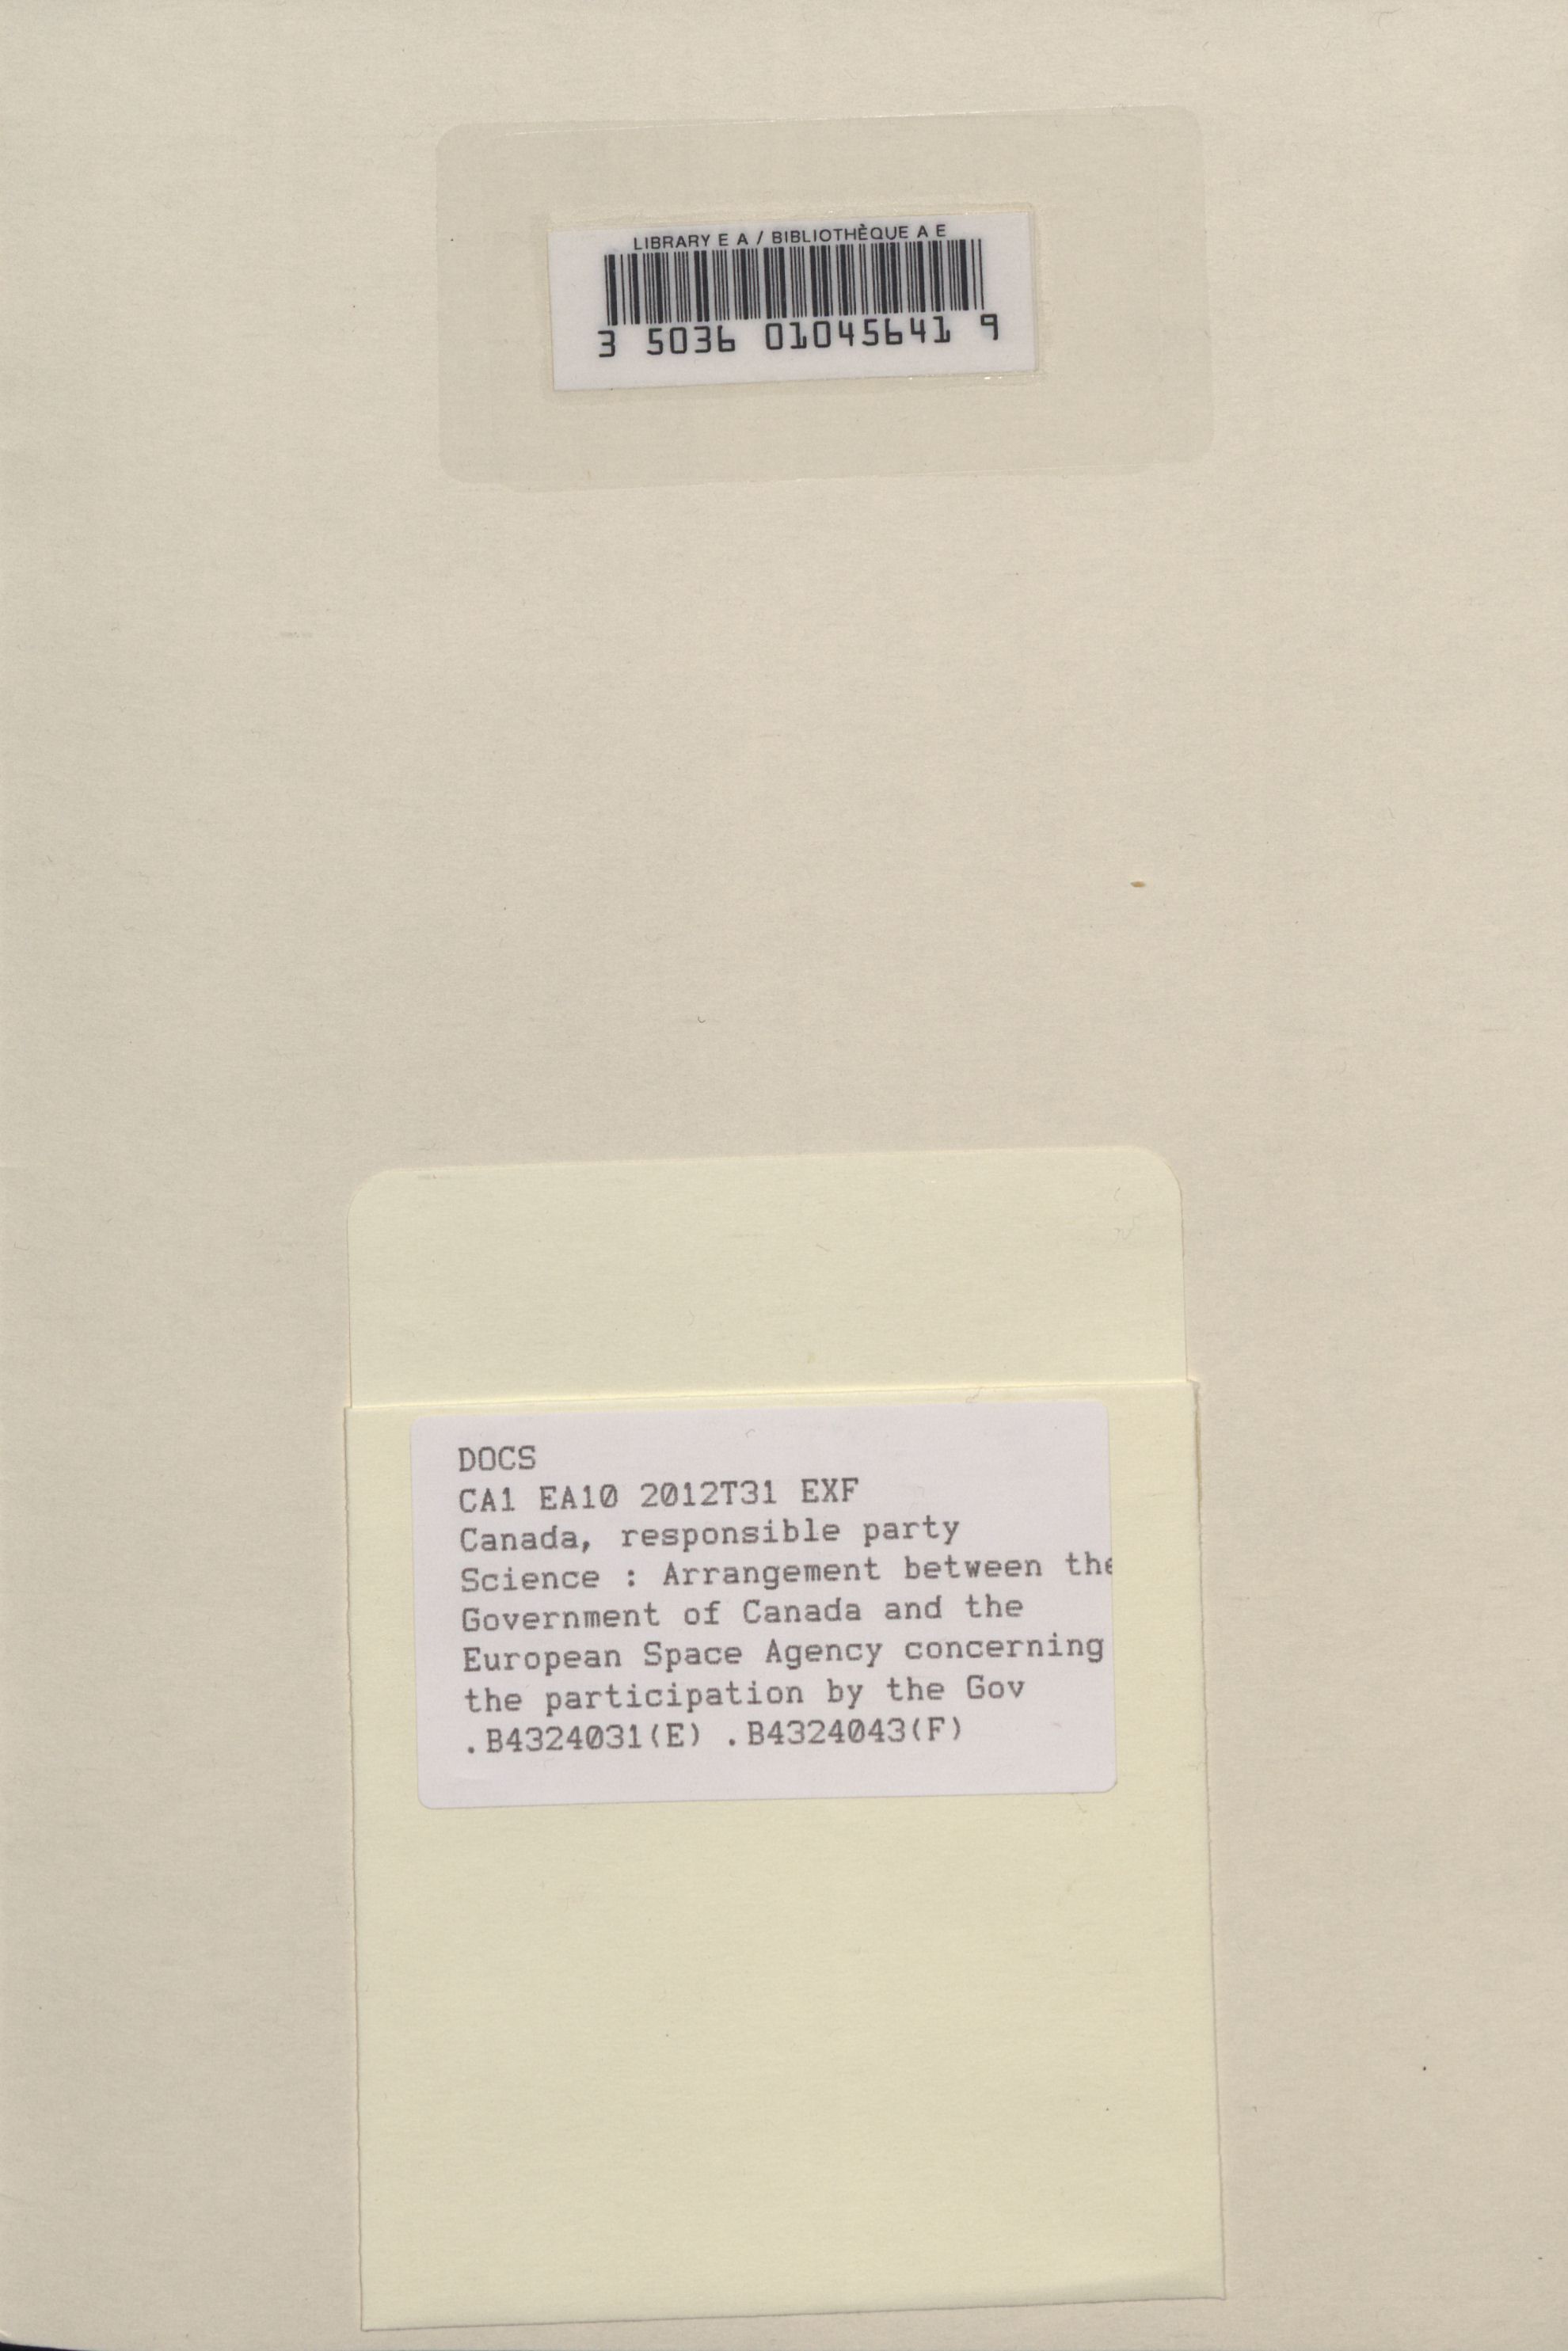 LIBRARY E A / BIBLIOTHÈQUE A E
3 5036 01045641 9
DOCS
CA1 EA10 2012T31 EXF
Canada, responsible party
Science : Arrangement between the
Government of Canada and the
European Space Agency concerning
the participation by the Gov
.B4324031(E) .B4324043(F)